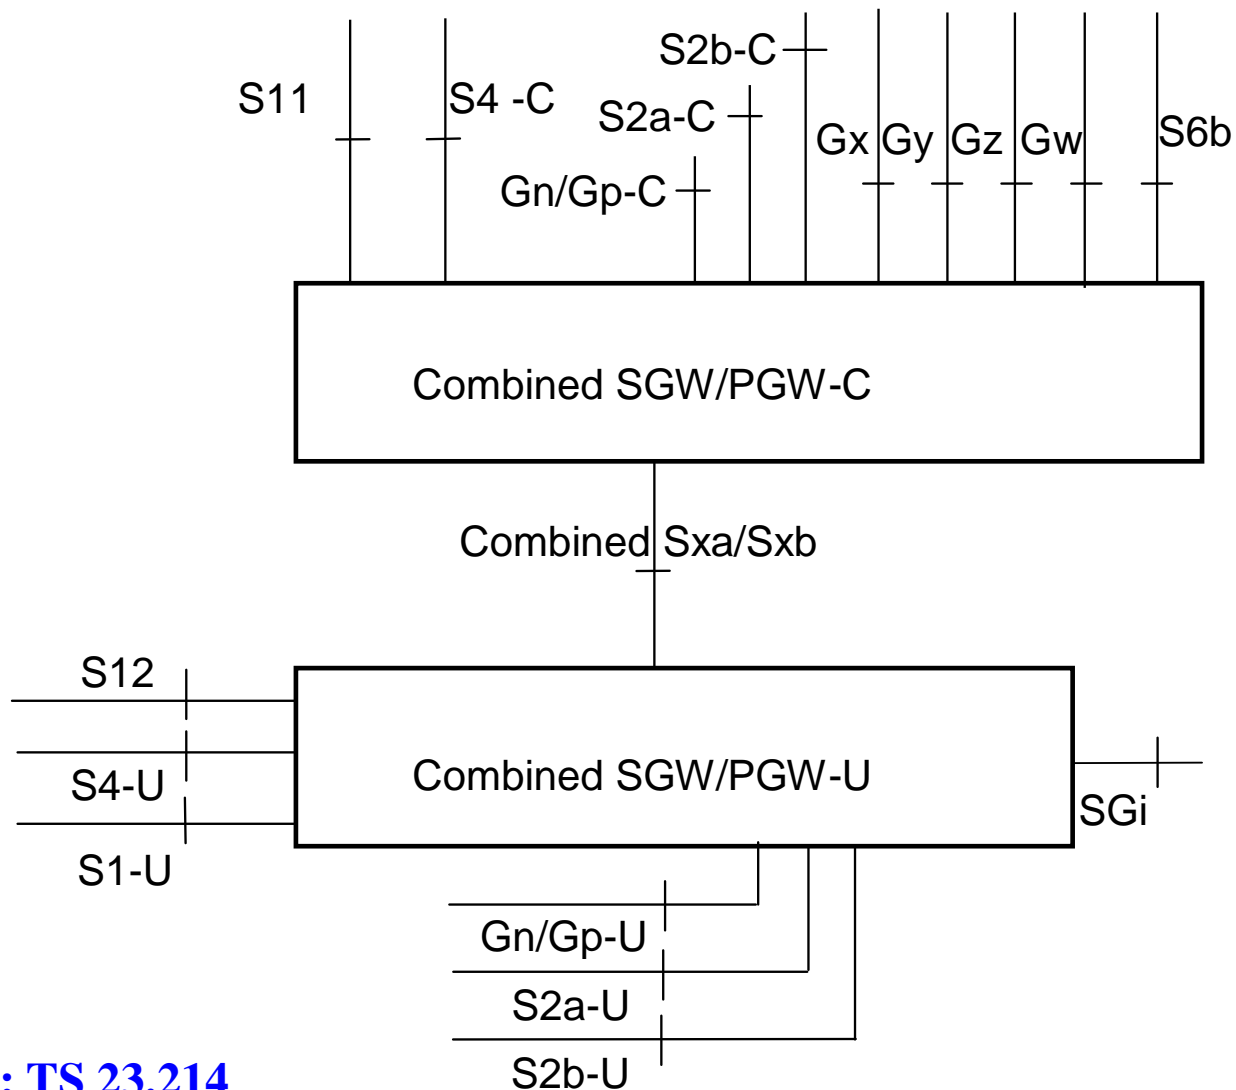 S2b-C
S11
S4 -C
S2a-C
Gx
Gy
Gz
Gw
S6b
Gn/Gp-C
Combined SGW/PGW-C
Combined Sxa/Sxb
S12
S4-U
Combined SGW/PGW-U
SGi
S1-U
Gn/Gp-U
S2a-U
S2b-U
: TS 23.214